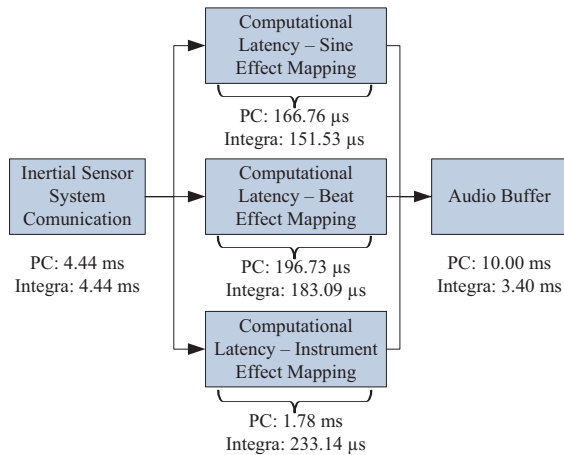 Computational
Latency – Sine
Effect Mapping
PC: 166.76 µs
Integra: 151.53 µs
Inertial Sensor
System
Comunication
PC: 4.44 ms
Integra: 4.44 ms
Computational
Latency – Beat
Effect Mapping
PC: 196.73 µs
Integra: 183.09 µs
Audio Buffer
PC: 10.00 ms
Integra: 3.40 ms
Computational
Latency – Instrument
Effect Mapping
PC: 1.78 ms
Integra: 233.14 µs